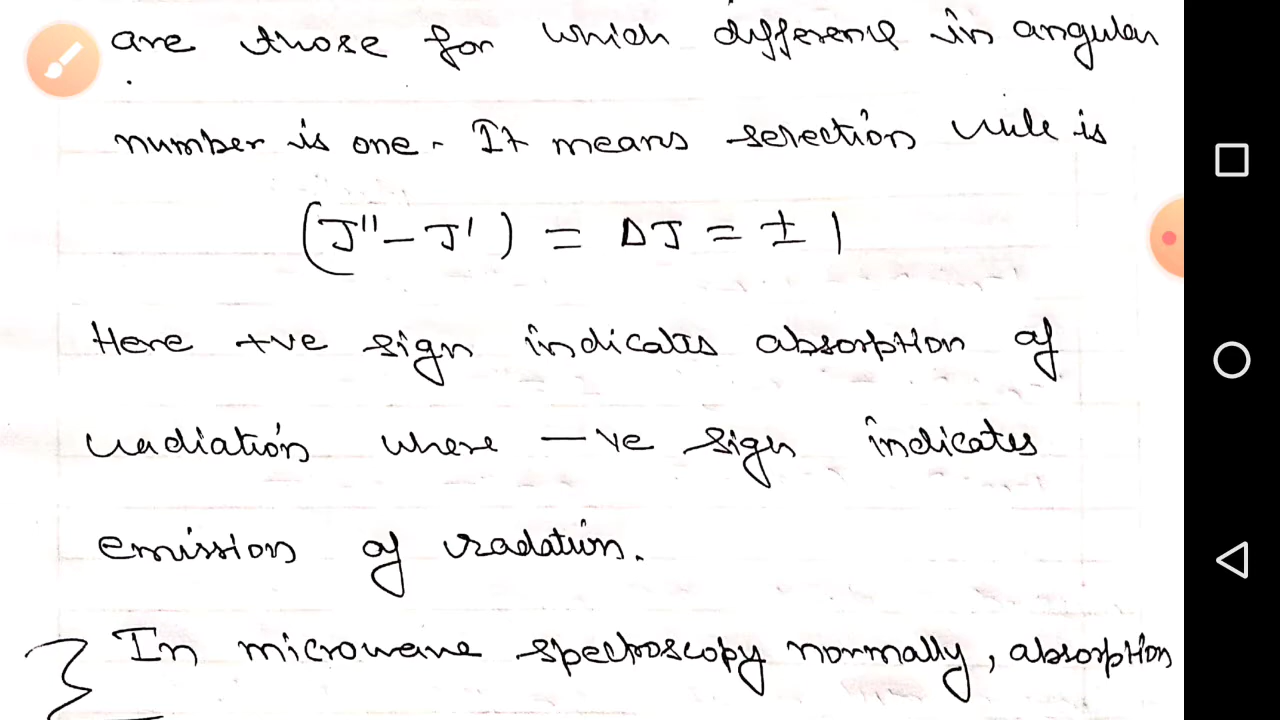 are those for which difference in angular
number is one. It means selection rule is
(J" - J') = ΔJ = ± 1
Here +ve sign indicates absorption of
radiation where -ve sign indicates
emission of radation.
In microwave spectroscopy normally, absorption